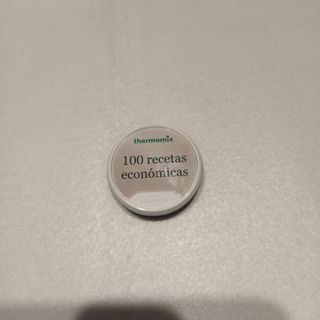 thermomix
100 recetas
económicas